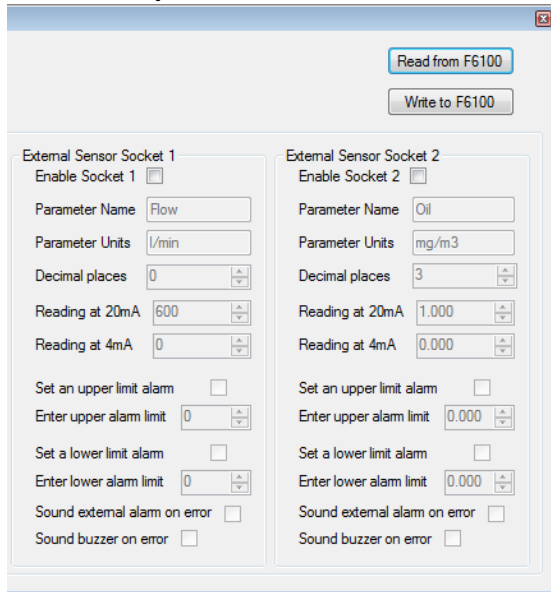 Read from F6100
Write to F6100
External Sensor Socket 1
Enable Socket 1
Parameter Name Flow
Parameter Units l/min
Decimal places 0
Reading at 20mA 600
Reading at 4mA 0
Set an upper limit alarm
Enter upper alarm limit 0
Set a lower limit alarm
Enter lower alarm limit 0
Sound external alarm on error
Sound buzzer on error
External Sensor Socket 2
Enable Socket 2
Parameter Name Oil
Parameter Units mg/m3
Decimal places 3
Reading at 20mA 1.000
Reading at 4mA 0.000
Set an upper limit alarm
Enter upper alarm limit 0.000
Set a lower limit alarm
Enter lower alarm limit 0.000
Sound external alarm on error
Sound buzzer on error